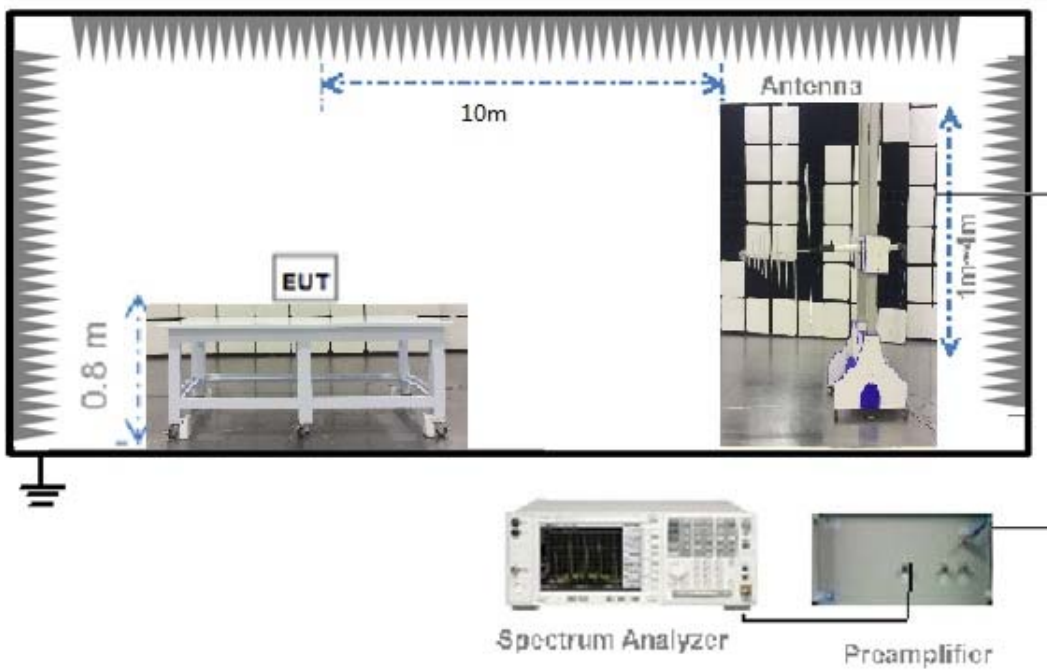 10m
Antenna
1m~4m
EUT
0.8 m
Spectrum Analyzer
Preamplifier